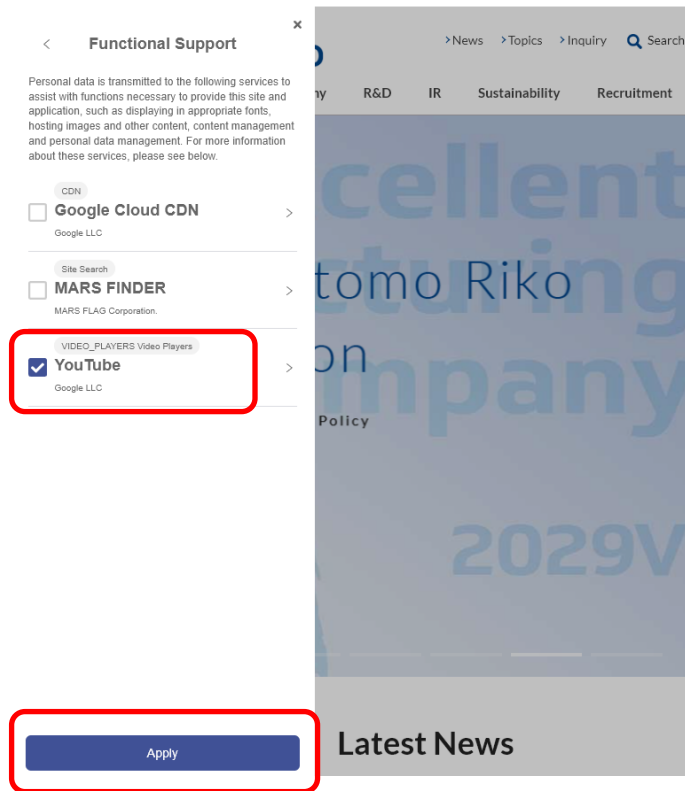 ×
< Functional Support
Personal data is transmitted to the following services to
assist with functions necessary to provide this site and
application, such as displaying in appropriate fonts,
hosting images and other content, content management
and personal data management. For more information
about these services, please see below.
CDN
Google Cloud CDN
Google LLC
Site Search
MARS FINDER
MARS FLAG Corporation.
VIDEO_PLAYERS Video Players
YouTube
Google LLC
Apply
News Topics Inquiry Search
R&D IR Sustainability Recruitment
cellent
cturing
tomo Riko
on
mpany
Policy
2029V
Latest News